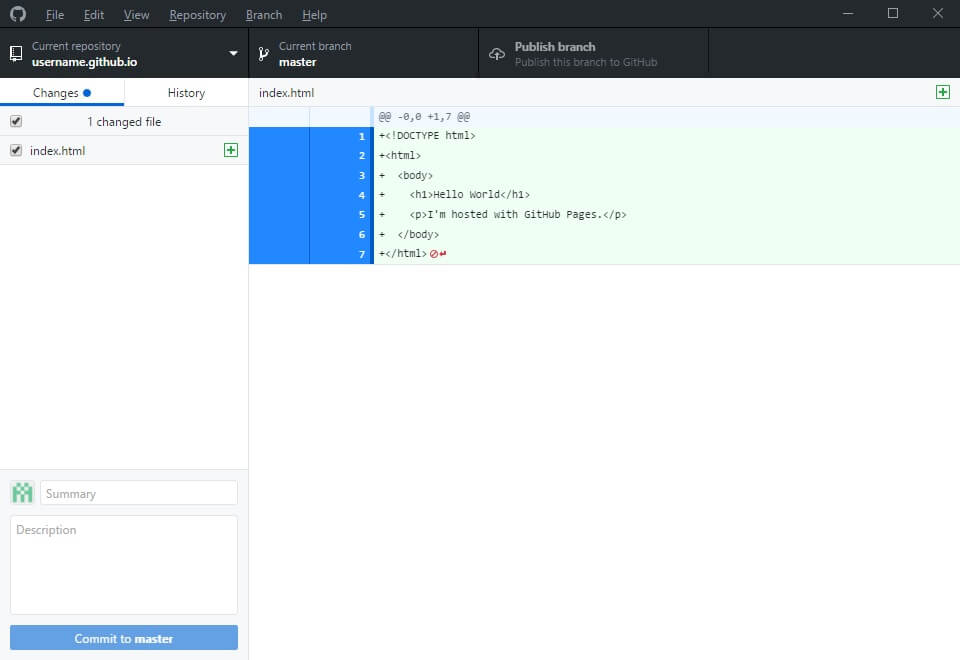 File Edit View Repository Branch Help
Current repository
username.github.io
Current branch
master
Publish branch
Publish this branch to GitHub
Changes History
1 changed file
index.html
index.html
@@ -0,0 +1,7 @@
1 +<!DOCTYPE html>
2 +<html>
3 +  <body>
4 +    <h1>Hello World</h1>
5 +    <p>I'm hosted with GitHub Pages.</p>
6 +  </body>
7 +</html>
Summary
Description
Commit to master